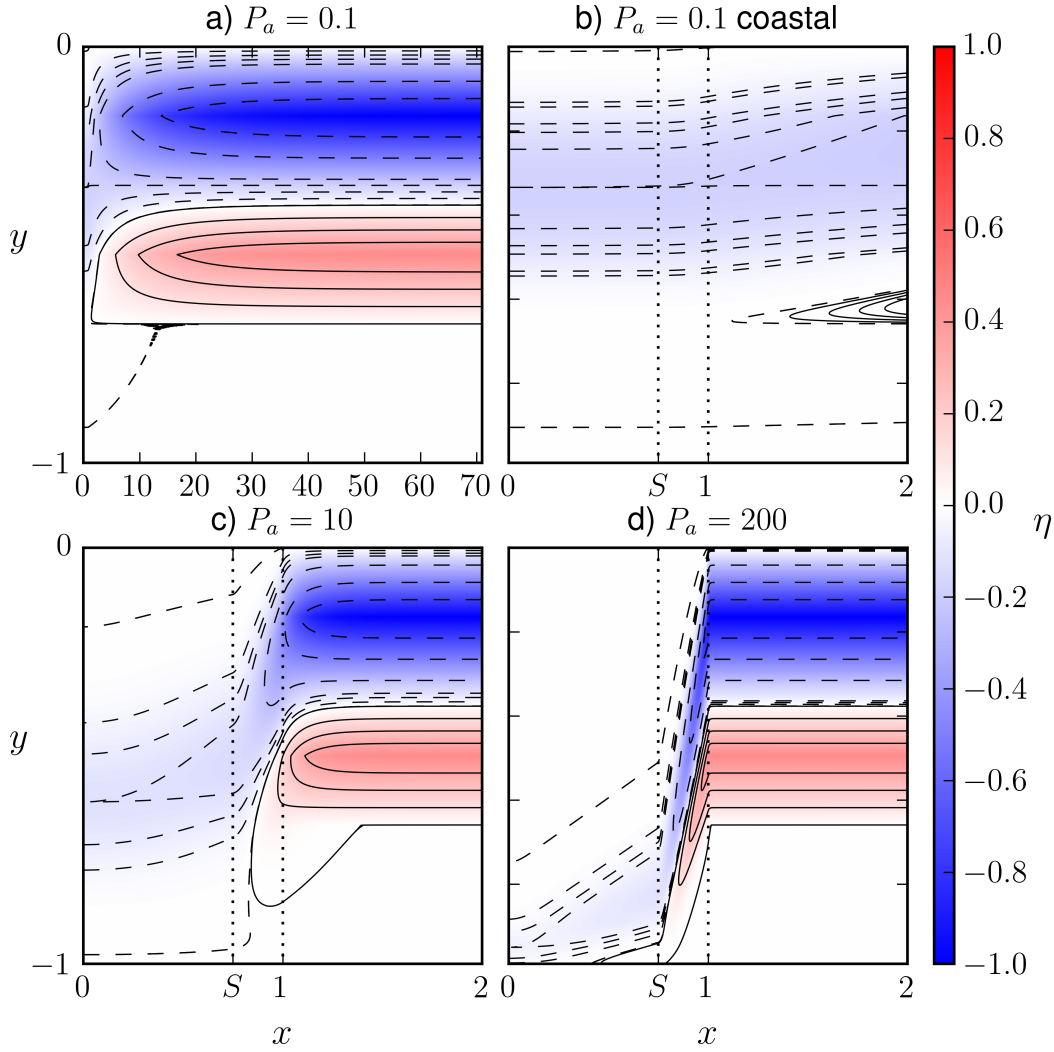 a) P_a = 0.1
b) P_a = 0.1 coastal
0
y
−1
0 10 20 30 40 50 60 70
0 S 1 2
c) P_a = 10
d) P_a = 200
0
y
−1
0 S 1 2
0 S 1 2
x
x
1.0
0.8
0.6
0.4
0.2
0.0
−0.2
−0.4
−0.6
−0.8
−1.0
η